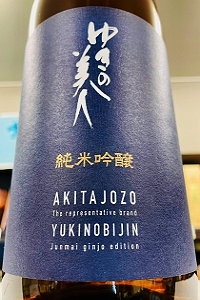 ゆきの美人
純米吟醸
AKITAJOZO
The representative brand
YUKINOBIJIN
Junmai ginjo edition